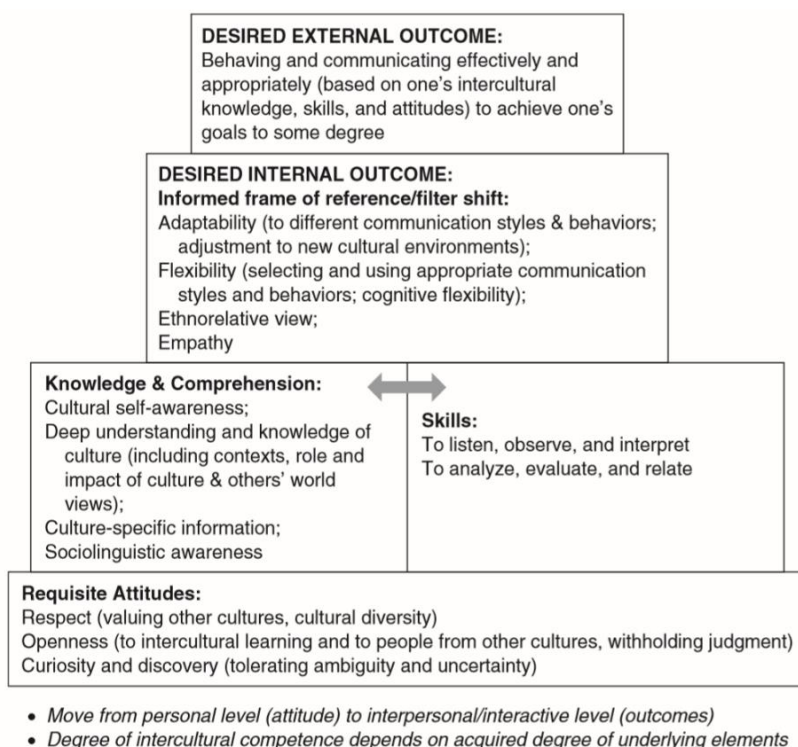 DESIRED EXTERNAL OUTCOME:
Behaving and communicating effectively and
appropriately (based on one's intercultural
knowledge, skills, and attitudes) to achieve one's
goals to some degree
DESIRED INTERNAL OUTCOME:
Informed frame of reference/filter shift:
Adaptability (to different communication styles & behaviors;
adjustment to new cultural environments);
Flexibility (selecting and using appropriate communication
styles and behaviors; cognitive flexibility);
Ethnorelative view;
Empathy
Knowledge & Comprehension:
Cultural self-awareness;
Deep understanding and knowledge of
culture (including contexts, role and
impact of culture & others' world
views);
Culture-specific information;
Sociolinguistic awareness
Skills:
To listen, observe, and interpret
To analyze, evaluate, and relate
Requisite Attitudes:
Respect (valuing other cultures, cultural diversity)
Openness (to intercultural learning and to people from other cultures, withholding judgment)
Curiosity and discovery (tolerating ambiguity and uncertainty)
• Move from personal level (attitude) to interpersonal/interactive level (outcomes)
• Degree of intercultural competence depends on acquired degree of underlying elements